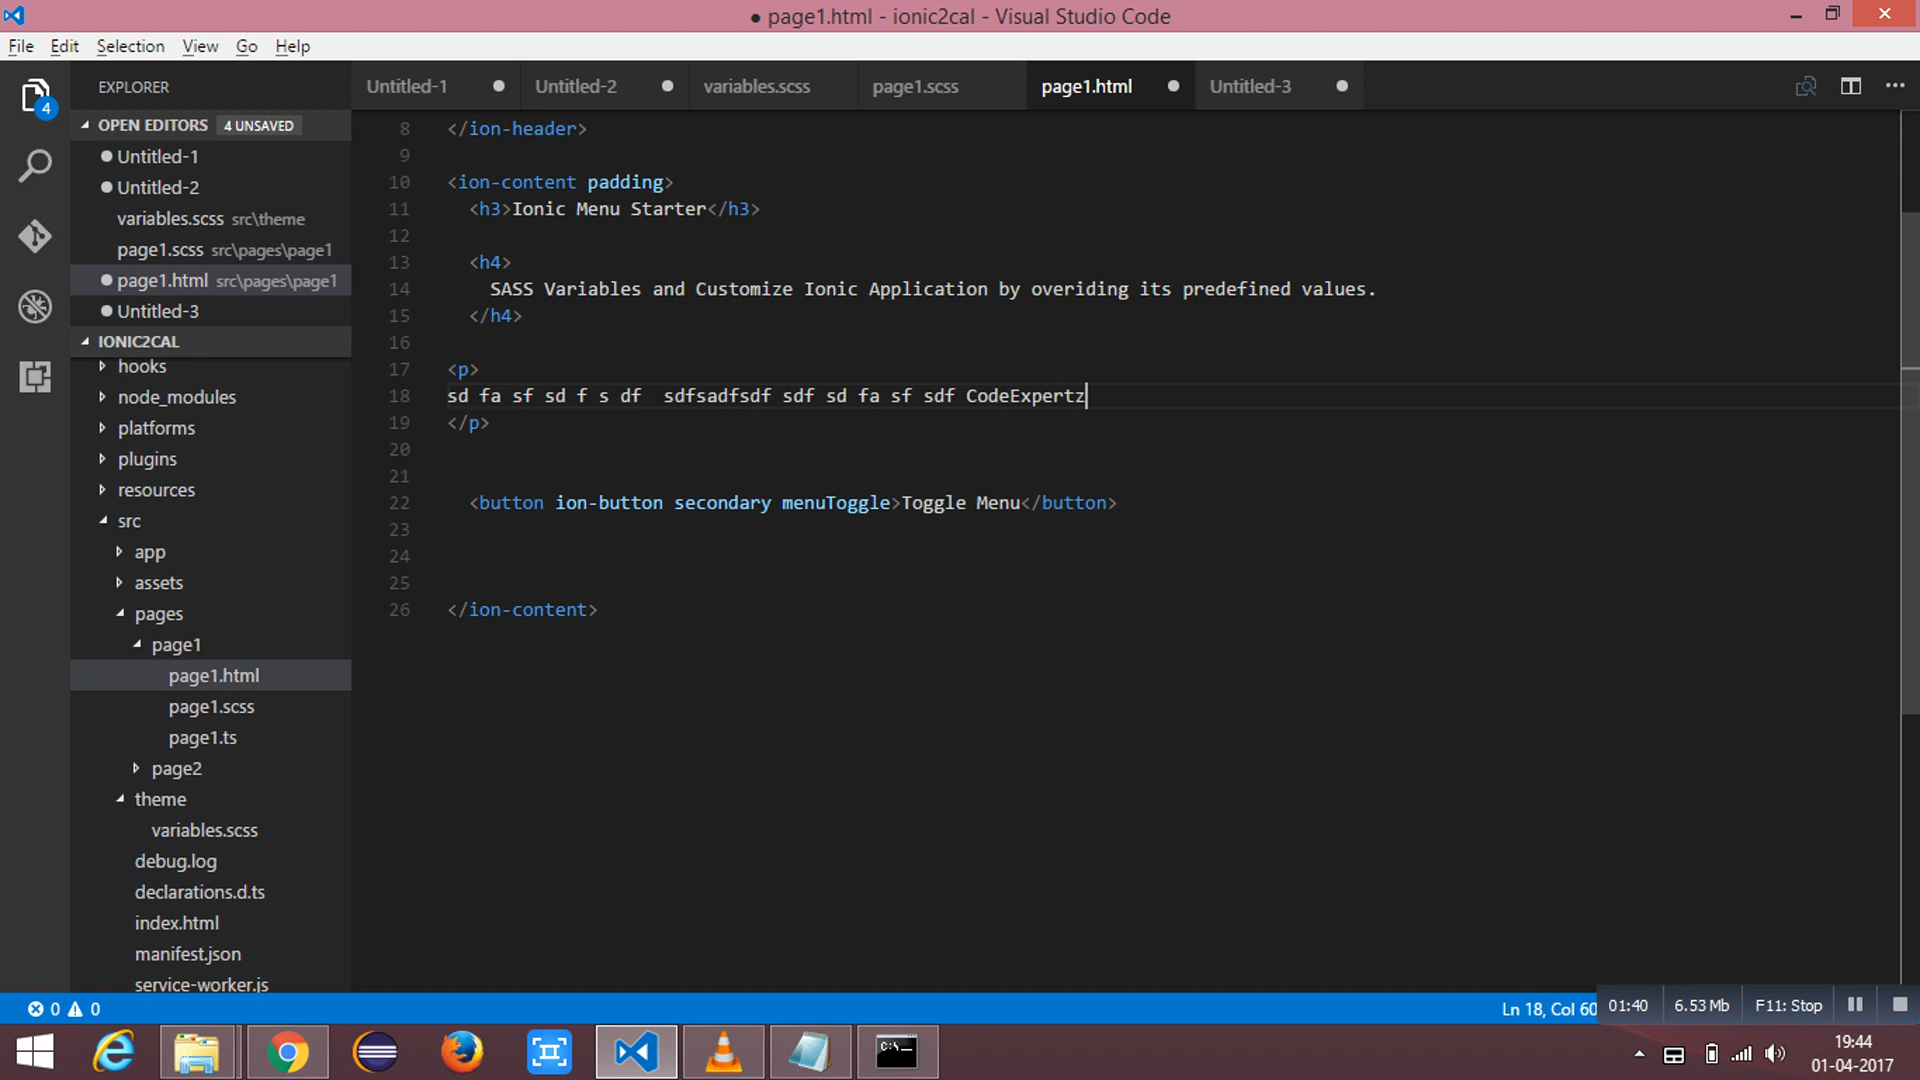 ● page1.html - ionic2cal - Visual Studio Code
File Edit Selection View Go Help
EXPLORER
Untitled-1 Untitled-2 variables.scss page1.scss page1.html Untitled-3
4
OPEN EDITORS 4 UNSAVED
Untitled-1
Untitled-2
variables.scss src\theme
page1.scss src\pages\page1
page1.html src\pages\page1
Untitled-3
IONIC2CAL
hooks
node_modules
platforms
plugins
resources
src
app
assets
pages
page1
page1.html
page1.scss
page1.ts
page2
theme
variables.scss
debug.log
declarations.d.ts
index.html
manifest.json
service-worker.js
8 </ion-header>
9
10 <ion-content padding>
11 <h3>Ionic Menu Starter</h3>
12
13 <h4>
14 SASS Variables and Customize Ionic Application by overiding its predefined values.
15 </h4>
16
17 <p>
18 sd fa sf sd f s df  sdfsadfsdf sdf sd fa sf sdf CodeExpertz
19 </p>
20
21
22 <button ion-button secondary menuToggle>Toggle Menu</button>
23
24
25
26 </ion-content>
0 0
Ln 18, Col 60
01:40 6.53 Mb F11: Stop
C:\_
19:44
01-04-2017